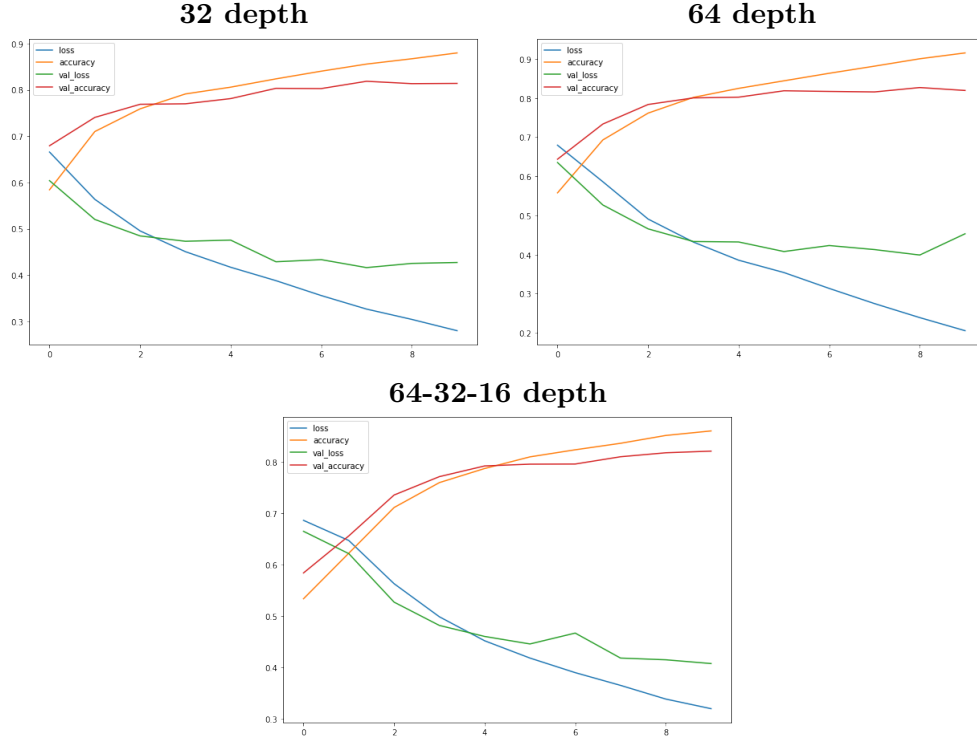 32 depth
0.9
0.8
0.7
0.6
0.5
0.4
0.3
0
2
4
6
8
loss
accuracy
val_loss
val_accuracy
64 depth
0.9
0.8
0.7
0.6
0.5
0.4
0.3
0.2
0
2
4
6
8
loss
accuracy
val_loss
val_accuracy
64-32-16 depth
0.8
0.7
0.6
0.5
0.4
0.3
0
2
4
6
8
loss
accuracy
val_loss
val_accuracy